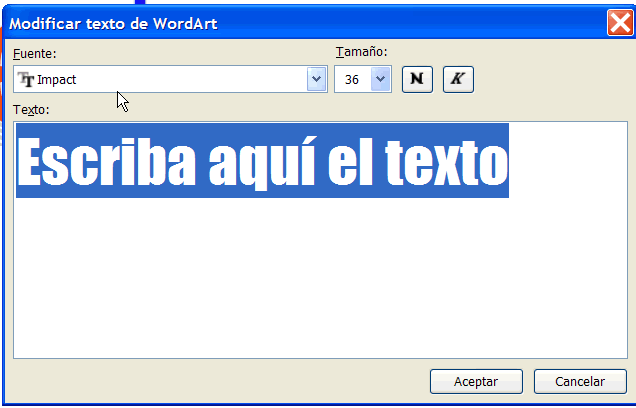 Modificar texto de WordArt
Fuente:
Tamaño:
Impact
36
N
K
Texto:
Escriba aquí el texto
Aceptar
Cancelar